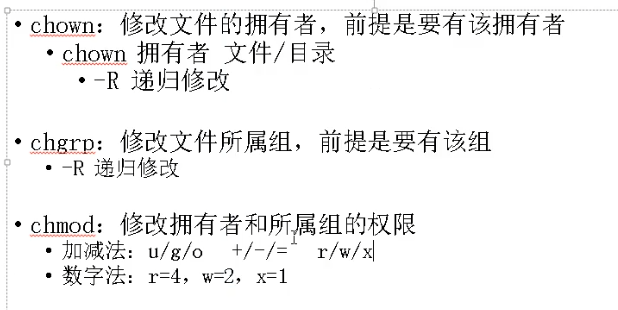 • chown: 修改文件的拥有者，前提是要有该拥有者
• chown 拥有者 文件/目录
• -R 递归修改
• chgrp: 修改文件所属组，前提是要有该组
• -R 递归修改
• chmod: 修改拥有者和所属组的权限
• 加减法: u/g/o +/-/= r/w/x
• 数字法: r=4, w=2, x=1